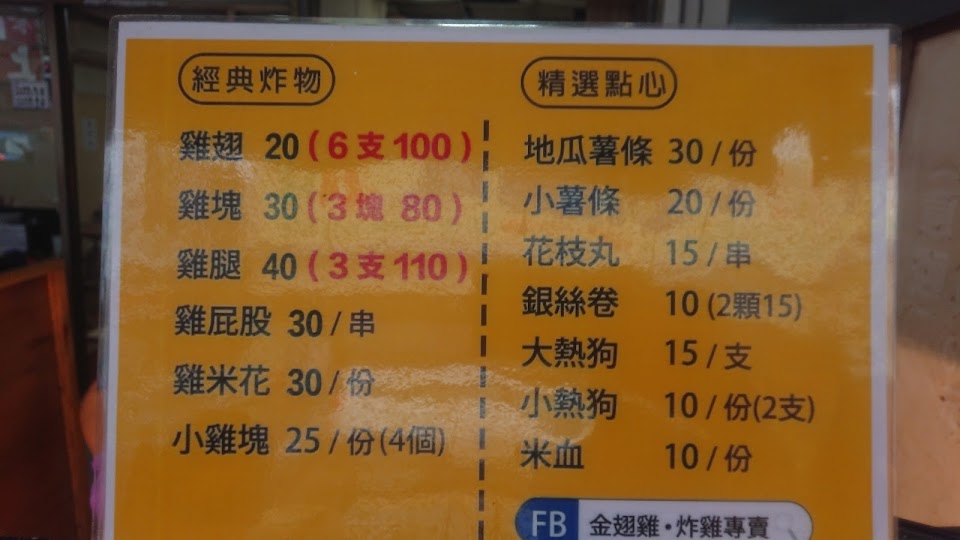 經典炸物
雞翅 20 (6支100)
雞塊 30 (3塊 80)
雞腿 40 (3支110)
雞屁股 30/串
雞米花 30/份
小雞塊 25/份(4個)
精選點心
地瓜薯條 30/份
小薯條 20/份
花枝丸 15/串
銀絲卷 10 (2顆15)
大熱狗 15/支
小熱狗 10/份(2支)
米血 10/份
FB 金翅雞·炸雞專賣